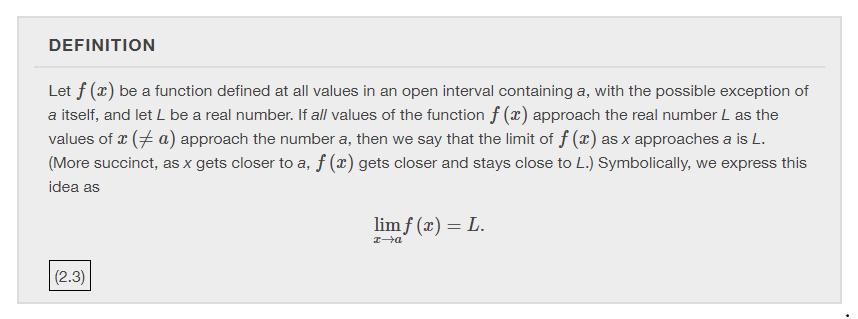 DEFINITION
Let f (x) be a function defined at all values in an open interval containing a, with the possible exception of
a itself, and let L be a real number. If all values of the function f (x) approach the real number L as the
values of x (≠ a) approach the number a, then we say that the limit of f (x) as x approaches a is L.
(More succinct, as x gets closer to a, f (x) gets closer and stays close to L.) Symbolically, we express this
idea as
lim f (x) = L.
x→a
(2.3)
.